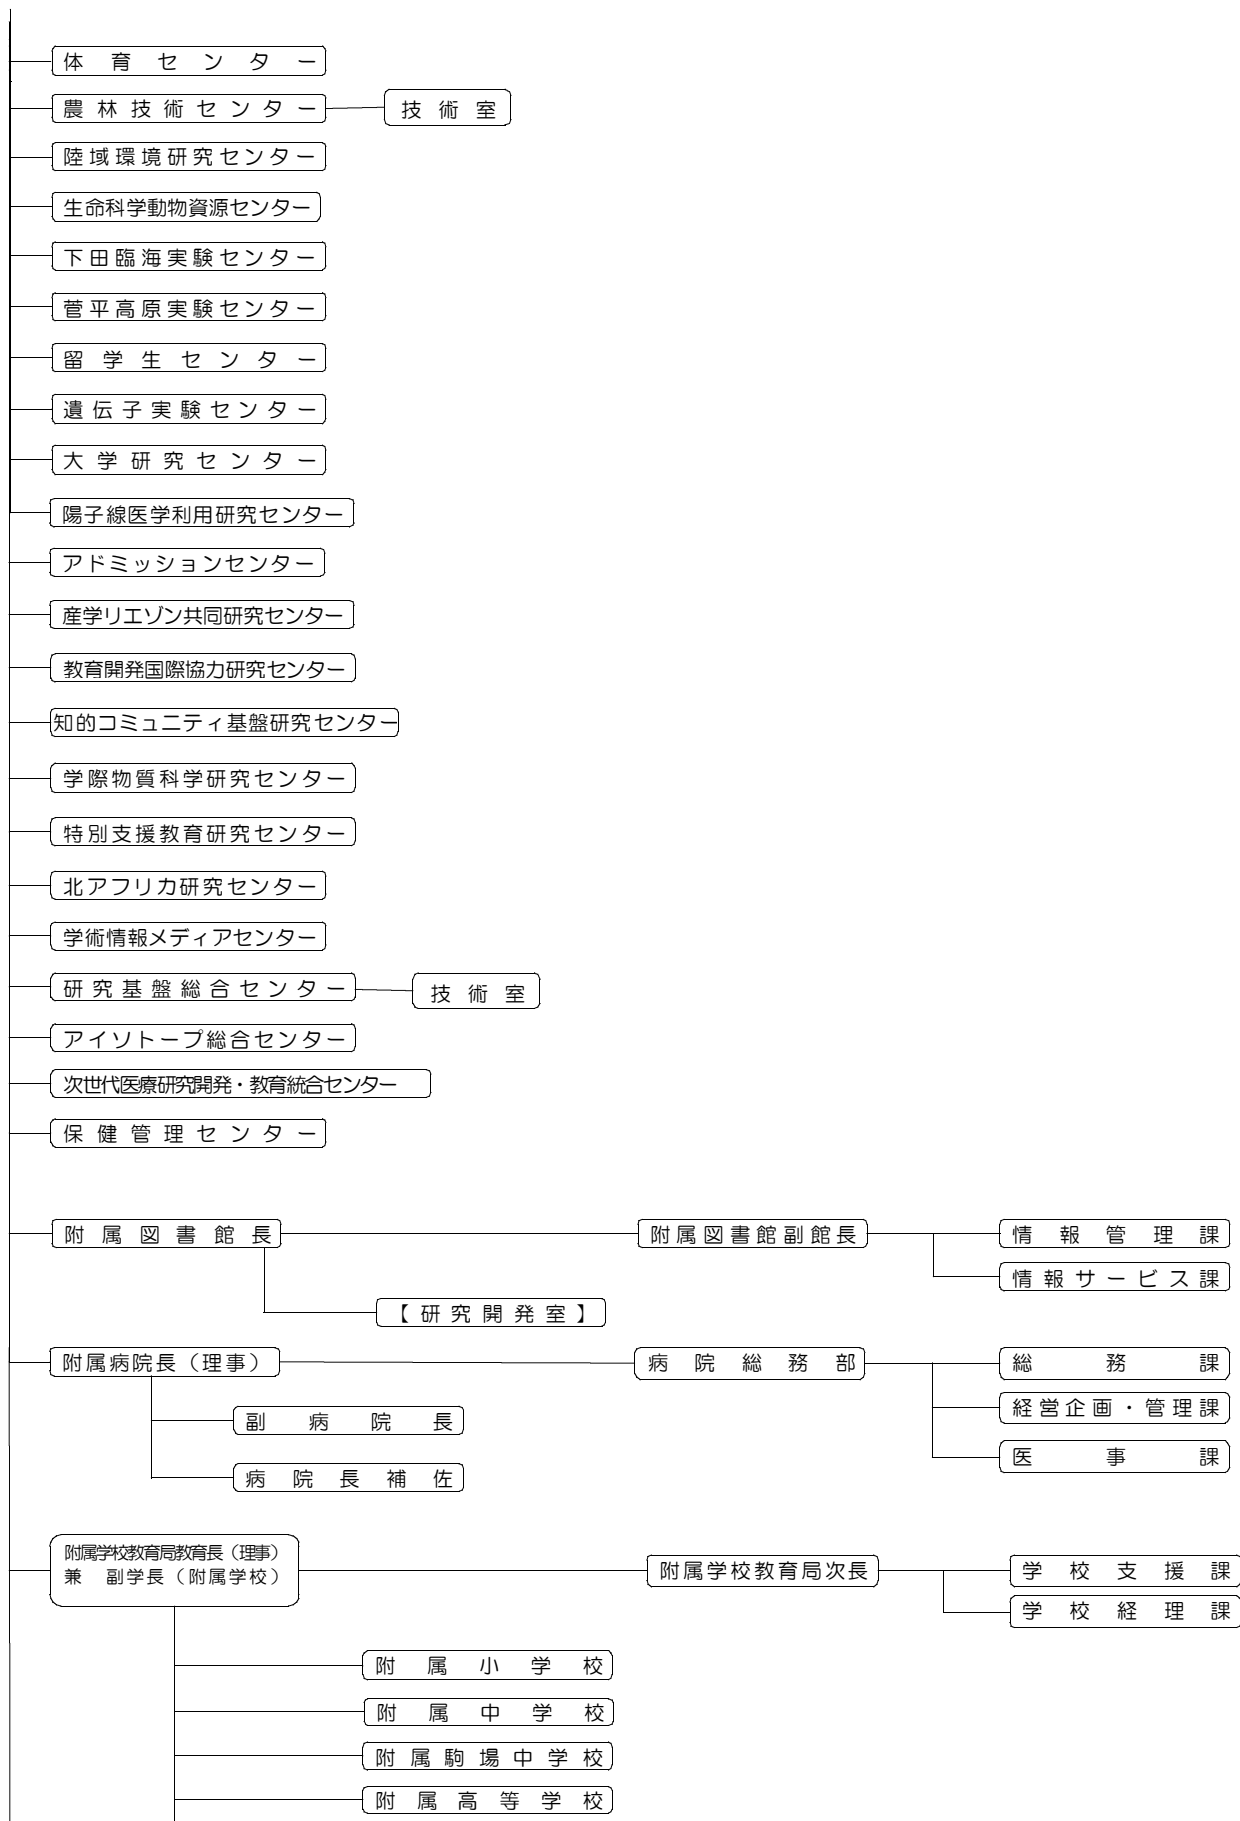 体育センター
農林技術センター
技術室
陸域環境研究センター
生命科学動物資源センター
下田臨海実験センター
菅平高原実験センター
留学生センター
遺伝子実験センター
大学研究センター
陽子線医学利用研究センター
アドミッションセンター
産学リエゾン共同研究センター
教育開発国際協力研究センター
知的コミュニティ基盤研究センター
学際物質科学研究センター
特別支援教育研究センター
北アフリカ研究センター
学術情報メディアセンター
研究基盤総合センター
技術室
アイソトープ総合センター
次世代医療研究開発・教育統合センター
保健管理センター
附属図書館長
附属図書館副館長
情報管理課
情報サービス課
【研究開発室】
附属病院長（理事）
病院総務部
総務課
経営企画・管理課
医事課
副病院長
病院長補佐
附属学校教育局教育長（理事）
兼　副学長（附属学校）
附属学校教育局次長
学校支援課
学校経理課
附属小学校
附属中学校
附属駒場中学校
附属高等学校